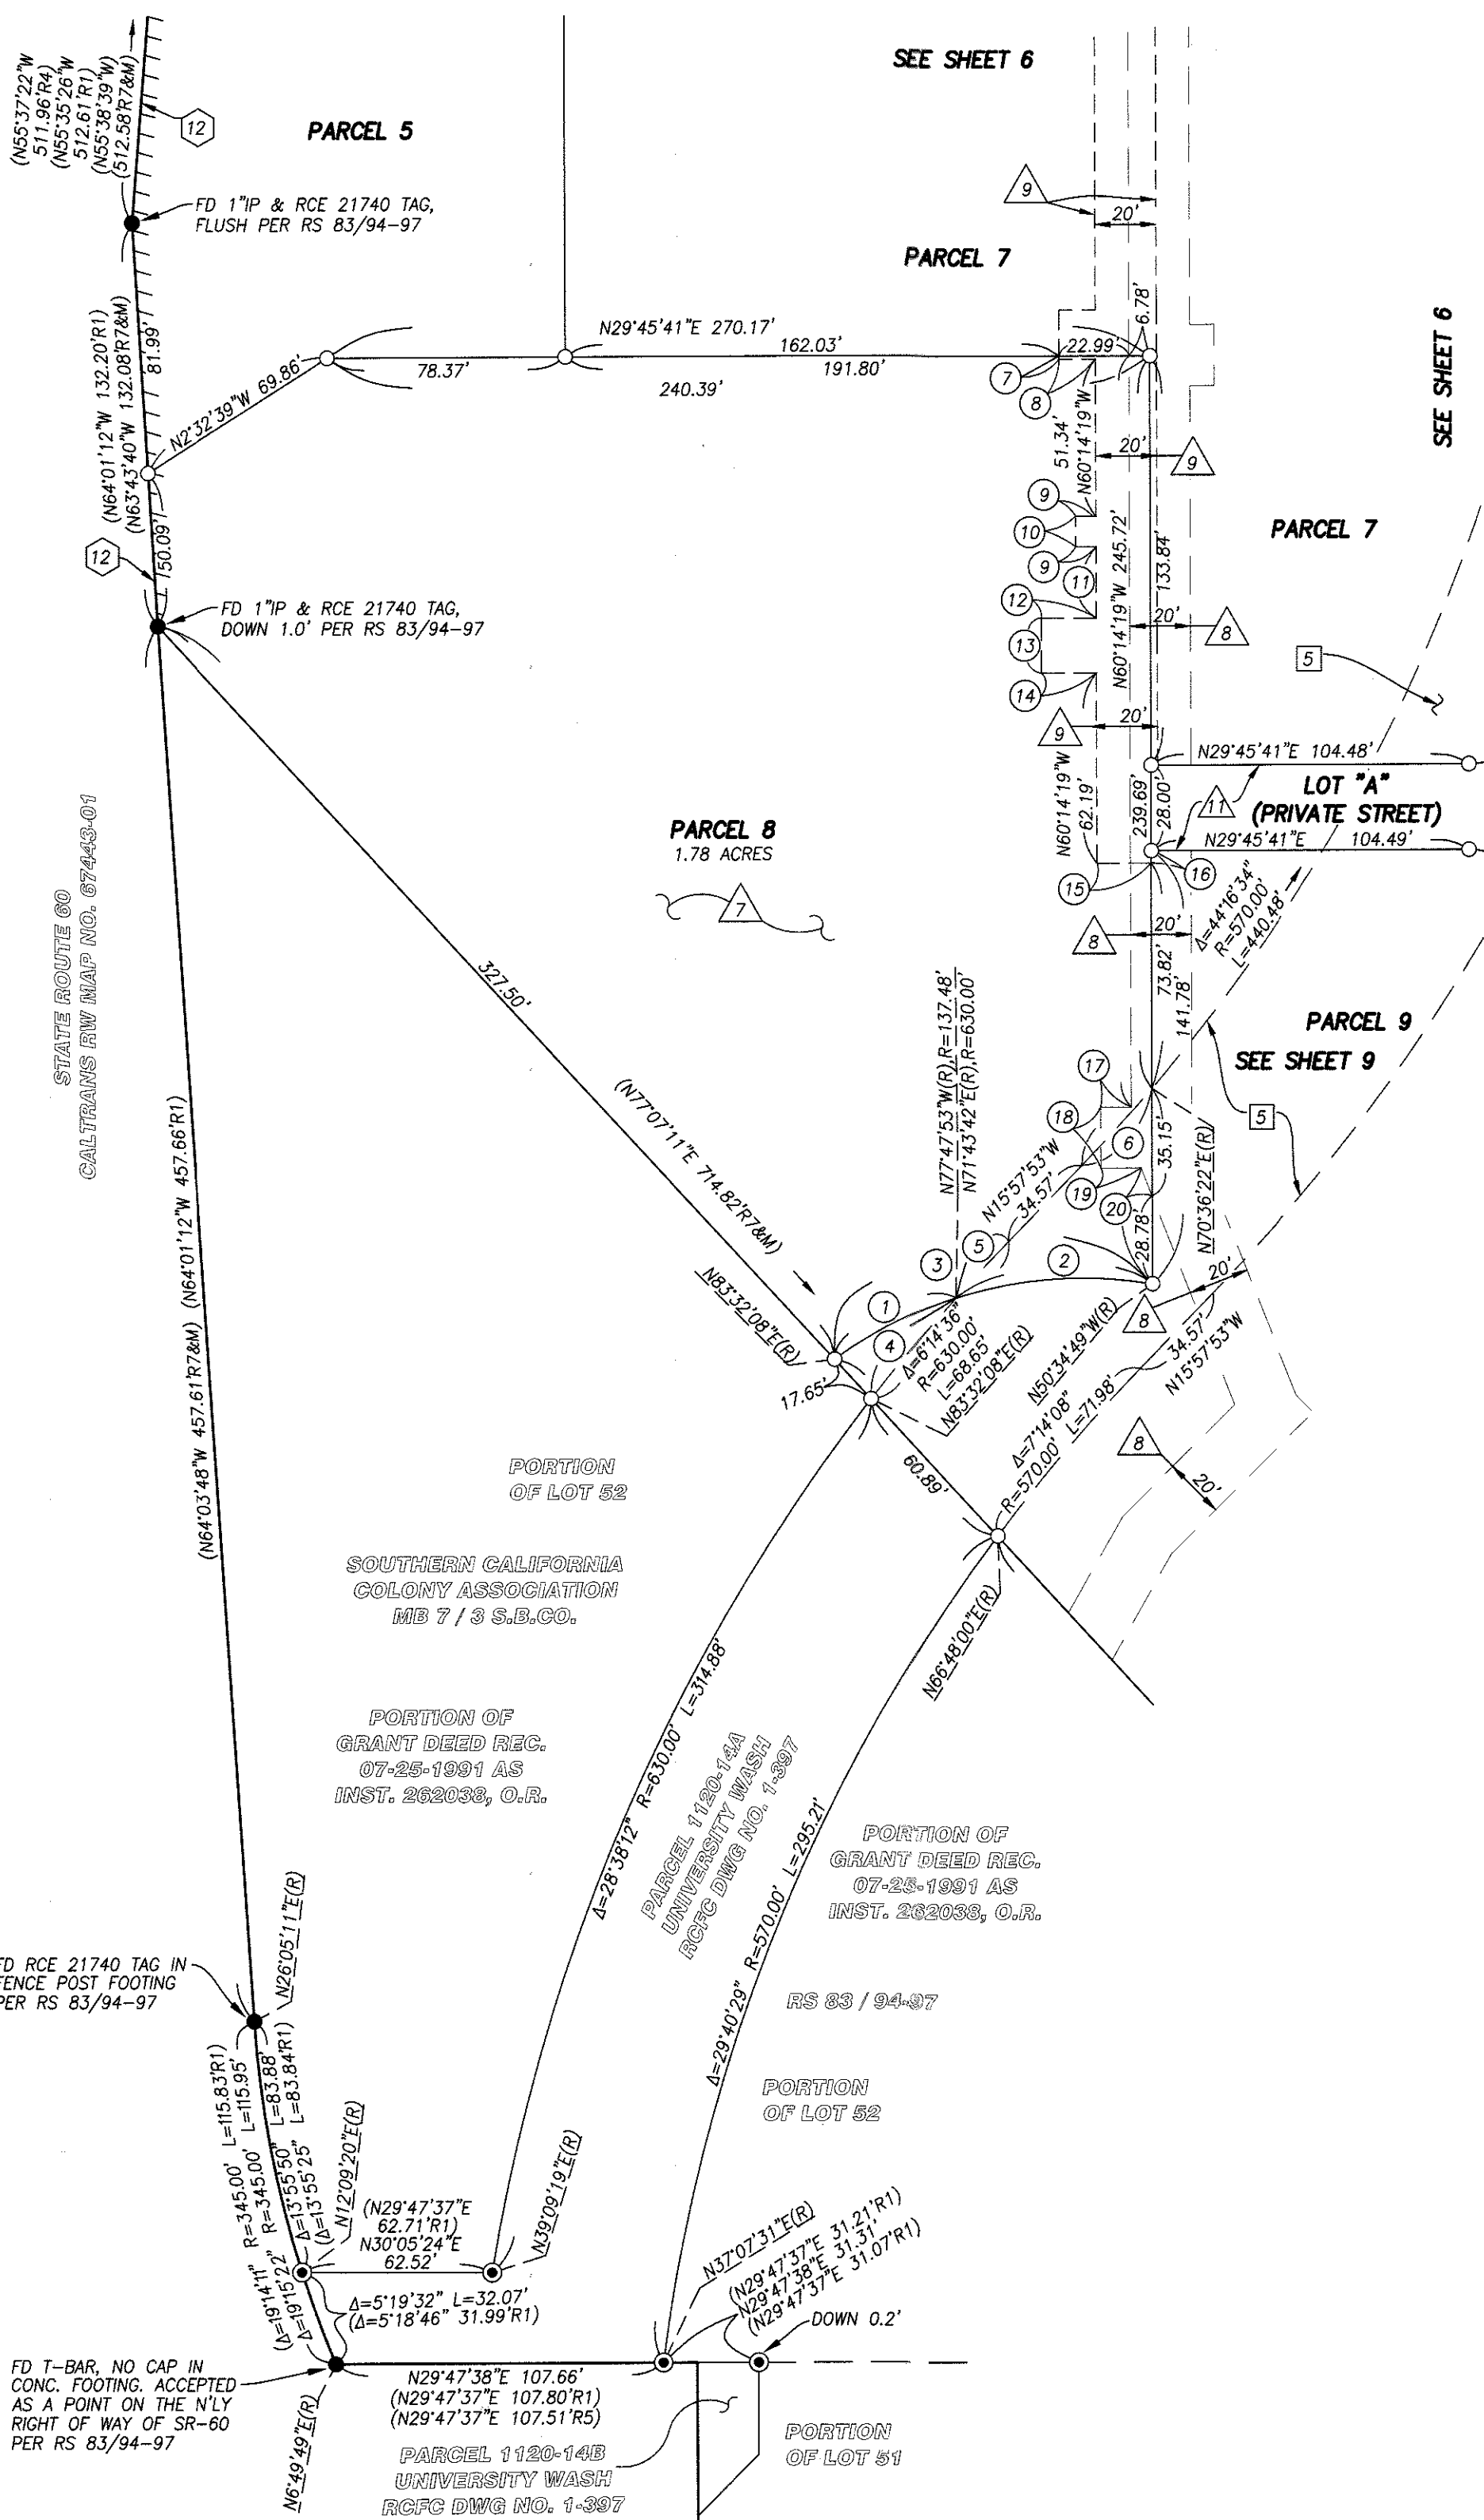 (N55°37'22"W
511.96'R4)
(N55°35'26"W
512.61'R1)
(N55°38'39"W)
(512.58'R7&M)
12
PARCEL 5
SEE SHEET 6
FD 1"IP & RCE 21740 TAG,
FLUSH PER RS 83/94-97
9
20'
PARCEL 7
6.78'
SEE SHEET 6
(N64°01'12"W 132.20'R1)
(N63°43'40"W 132.08'R7&M)
81.99'
N2°32'39"W 69.86'
N29°45'41"E 270.17'
78.37'
162.03'
240.39'
191.80'
22.99'
7
8
51.34'
N60°14'19"W
20'
9
9
10
9
11
12
13
14
N60°14'19"W 245.72'
133.84'
20'
8
PARCEL 7
5
50.09'
12
FD 1"IP & RCE 21740 TAG,
DOWN 1.0' PER RS 83/94-97
9
20'
N29°45'41"E 104.48'
LOT "A"
(PRIVATE STREET)
11
N29°45'41"E 104.49'
239.69'
28.00'
N60°14'19"W
62.19'
15
16
PARCEL 8
1.78 ACRES
7
STATE ROUTE 60
CALTRANS RW MAP NO. 67443-01
8
20'
Δ=44°16'34"
R=570.00'
L=440.48'
73.82'
141.78'
PARCEL 9
SEE SHEET 9
5
327.50'
(N77°07'11"E 714.82'R7&M)
N77°47'53"W(R),R=137.48'
N71°43'42"E(R),R=630.00'
17
18
6
19
20
N15°57'53"W
34.57'
35.15'
28.78'
N70°36'22"E(R)
3
5
2
1
4
N83°32'08"E(R)
17.65'
Δ=6°14'36"
R=630.00'
L=68.65'
N83°32'08"E(R)
N50°34'49"W(R)
8
20'
34.57'
N15°57'53"W
Δ=7°14'08"
R=570.00' L=71.98'
8
20'
60.89'
N66°48'00"E(R)
(N64°03'48"W 457.61'R7&M) (N64°01'12"W 457.66'R1)
PORTION
OF LOT 52
SOUTHERN CALIFORNIA
COLONY ASSOCIATION
MB 7 / 3 S.B.CO.
PORTION OF
GRANT DEED REC.
07-25-1991 AS
INST. 262038, O.R.
Δ=28°38'12" R=630.00' L=314.88'
PARCEL 1120-14A
UNIVERSITY WASH
RCFC DWG NO. 1-397
Δ=29°40'29" R=570.00' L=295.21'
PORTION OF
GRANT DEED REC.
07-25-1991 AS
INST. 262038, O.R.
RS 83 / 94-97
PORTION
OF LOT 52
FD RCE 21740 TAG IN
FENCE POST FOOTING
PER RS 83/94-97
N26°05'11"E(R)
(Δ=19°14'11" R=345.00' L=115.83'R1)
Δ=19°15'22" R=345.00' L=115.95'
Δ=13°55'50" L=83.88'
(Δ=13°55'25" L=83.84'R1)
N12°09'20"E(R)
(N29°47'37"E
62.71'R1)
N30°05'24"E
62.52'
N39°09'19"E(R)
Δ=5°19'32" L=32.07'
(Δ=5°18'46" 31.99'R1)
N37°07'31"E(R)
(N29°47'37"E 31.21'R1)
N29°47'38"E 31.31'
(N29°47'37"E 31.07'R1)
DOWN 0.2'
FD T-BAR, NO CAP IN
CONC. FOOTING. ACCEPTED
AS A POINT ON THE N'LY
RIGHT OF WAY OF SR-60
PER RS 83/94-97
N6°49'49"E(R)
N29°47'38"E 107.66'
(N29°47'37"E 107.80'R1)
(N29°47'37"E 107.51'R5)
PARCEL 1120-14B
UNIVERSITY WASH
RCFC DWG NO. 1-397
PORTION
OF LOT 51